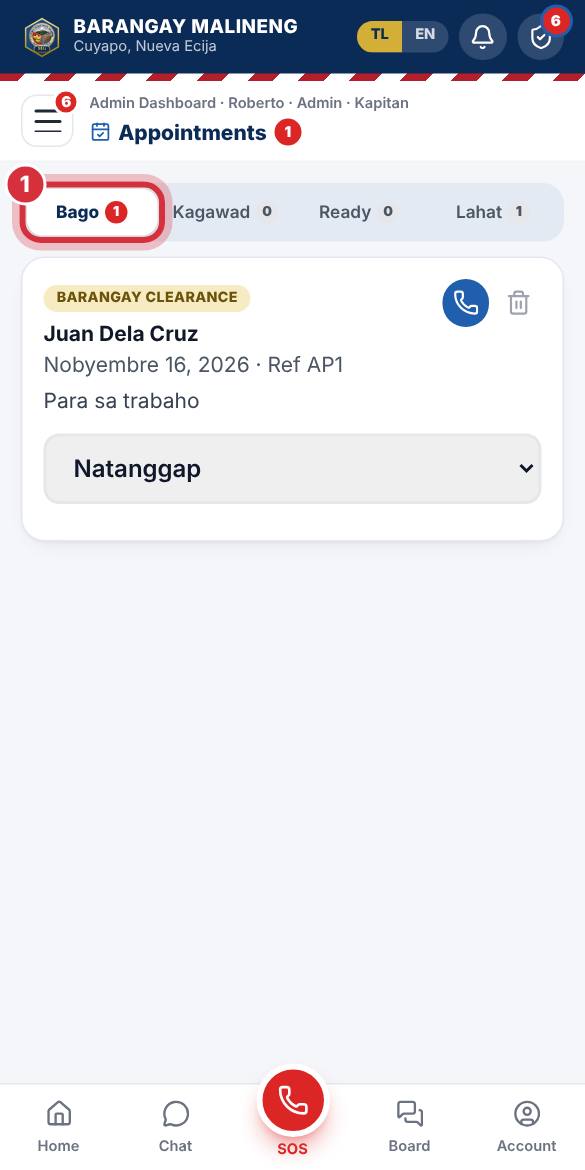 BARANGAY MALINENG
Cuyapo, Nueva Ecija
TL EN
6
6
Admin Dashboard · Roberto · Admin · Kapitan
Appointments 1
1
Bago 1 Kagawad 0 Ready 0 Lahat 1
BARANGAY CLEARANCE
Juan Dela Cruz
Nobyembre 16, 2026 · Ref AP1
Para sa trabaho
Natanggap
Home Chat SOS Board Account